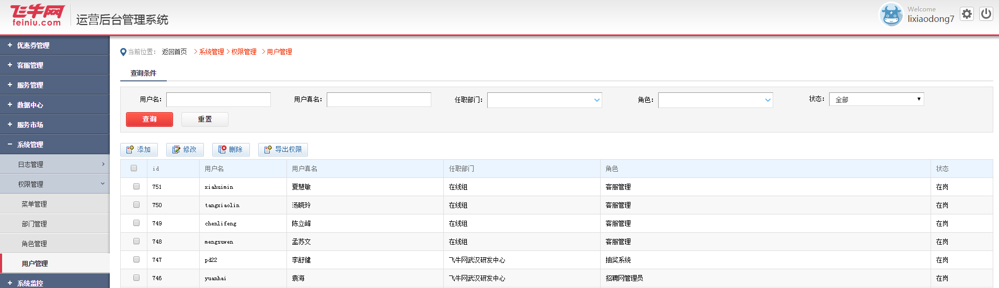 飞牛网
feiniu.com
运营后台管理系统
Welcome
lixiaodong7
+ 优惠券管理
+ 客服管理
+ 服务管理
+ 数据中心
+ 服务市场
- 系统管理
日志管理 >
权限管理
菜单管理
部门管理
角色管理
用户管理
+ 系统监控
当前位置： 返回首页 > 系统管理 > 权限管理 > 用户管理
查询条件
用户名： 用户真名： 任职部门： 角色： 状态： 全部
查询 重置
添加 修改 删除 导出权限
id 用户名 用户真名 任职部门 角色 状态
751 xiahuimin 夏慧敏 在线组 客服管理 在岗
750 tangxiaolin 汤晓玲 在线组 客服管理 在岗
749 chenlifeng 陈立峰 在线组 客服管理 在岗
748 mengsuwen 孟苏文 在线组 客服管理 在岗
747 pd22 李舒健 飞牛网武汉研发中心 抽奖系统 在岗
746 yuanhai 袁海 飞牛网武汉研发中心 招聘网管理员 在岗